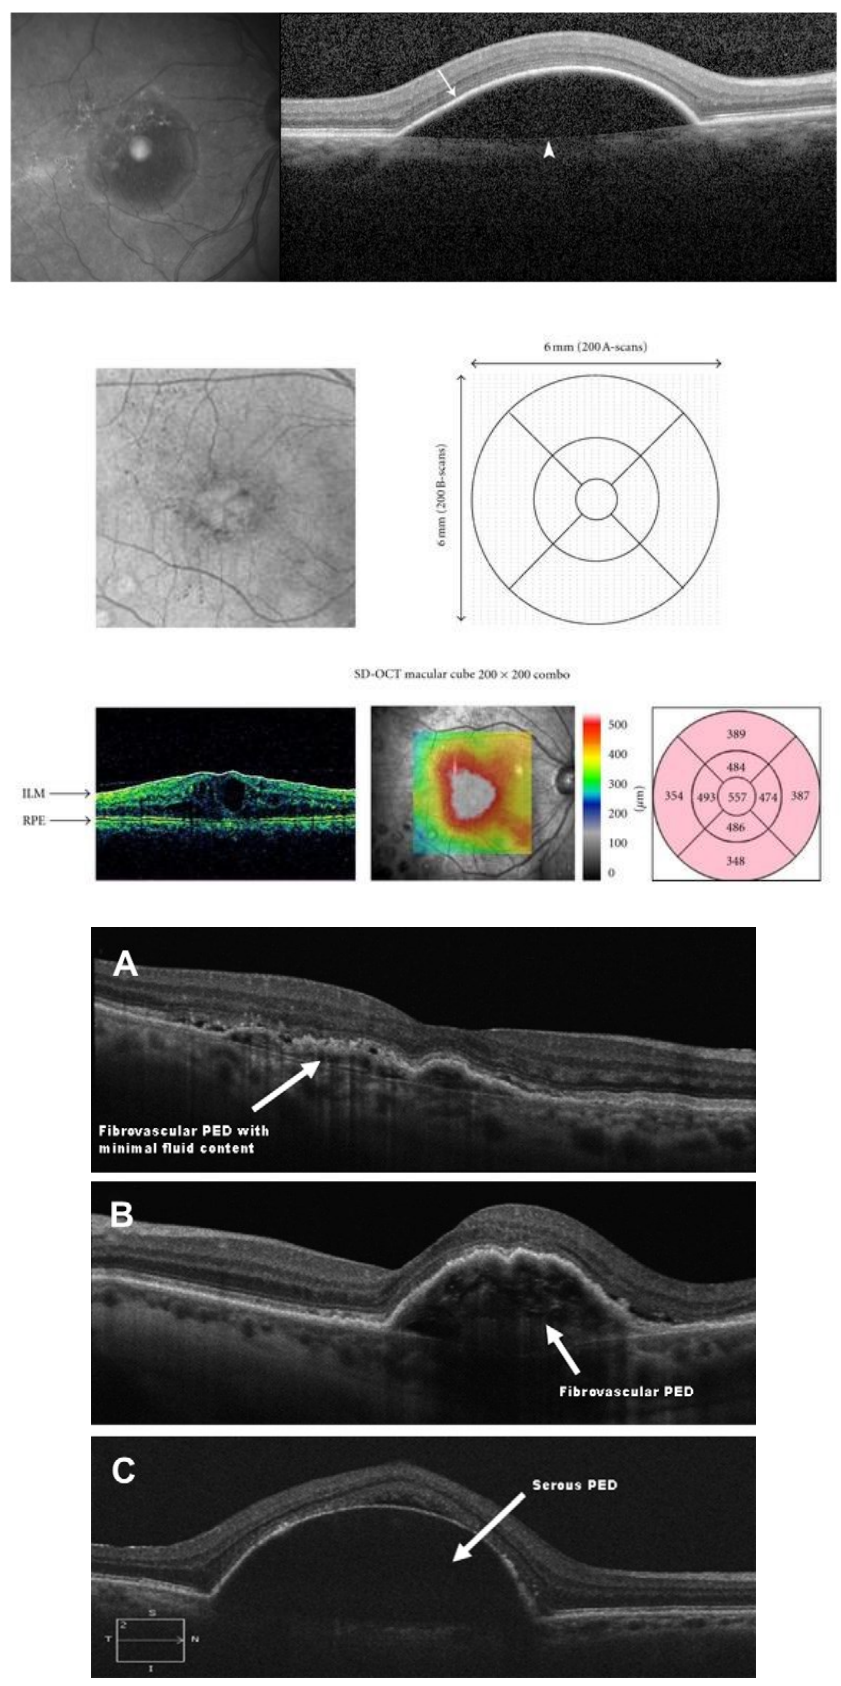 6 mm (200 A-scans)
6 mm (200 B-scans)
SD-OCT macular cube 200 × 200 combo
ILM
RPE
500
400
300
200
100
0
(μm)
389
484
354
493
557
474
387
486
348
A
Fibrovascular PED with
minimal fluid content
B
Fibrovascular PED
C
Serous PED
S
2
T
N
I